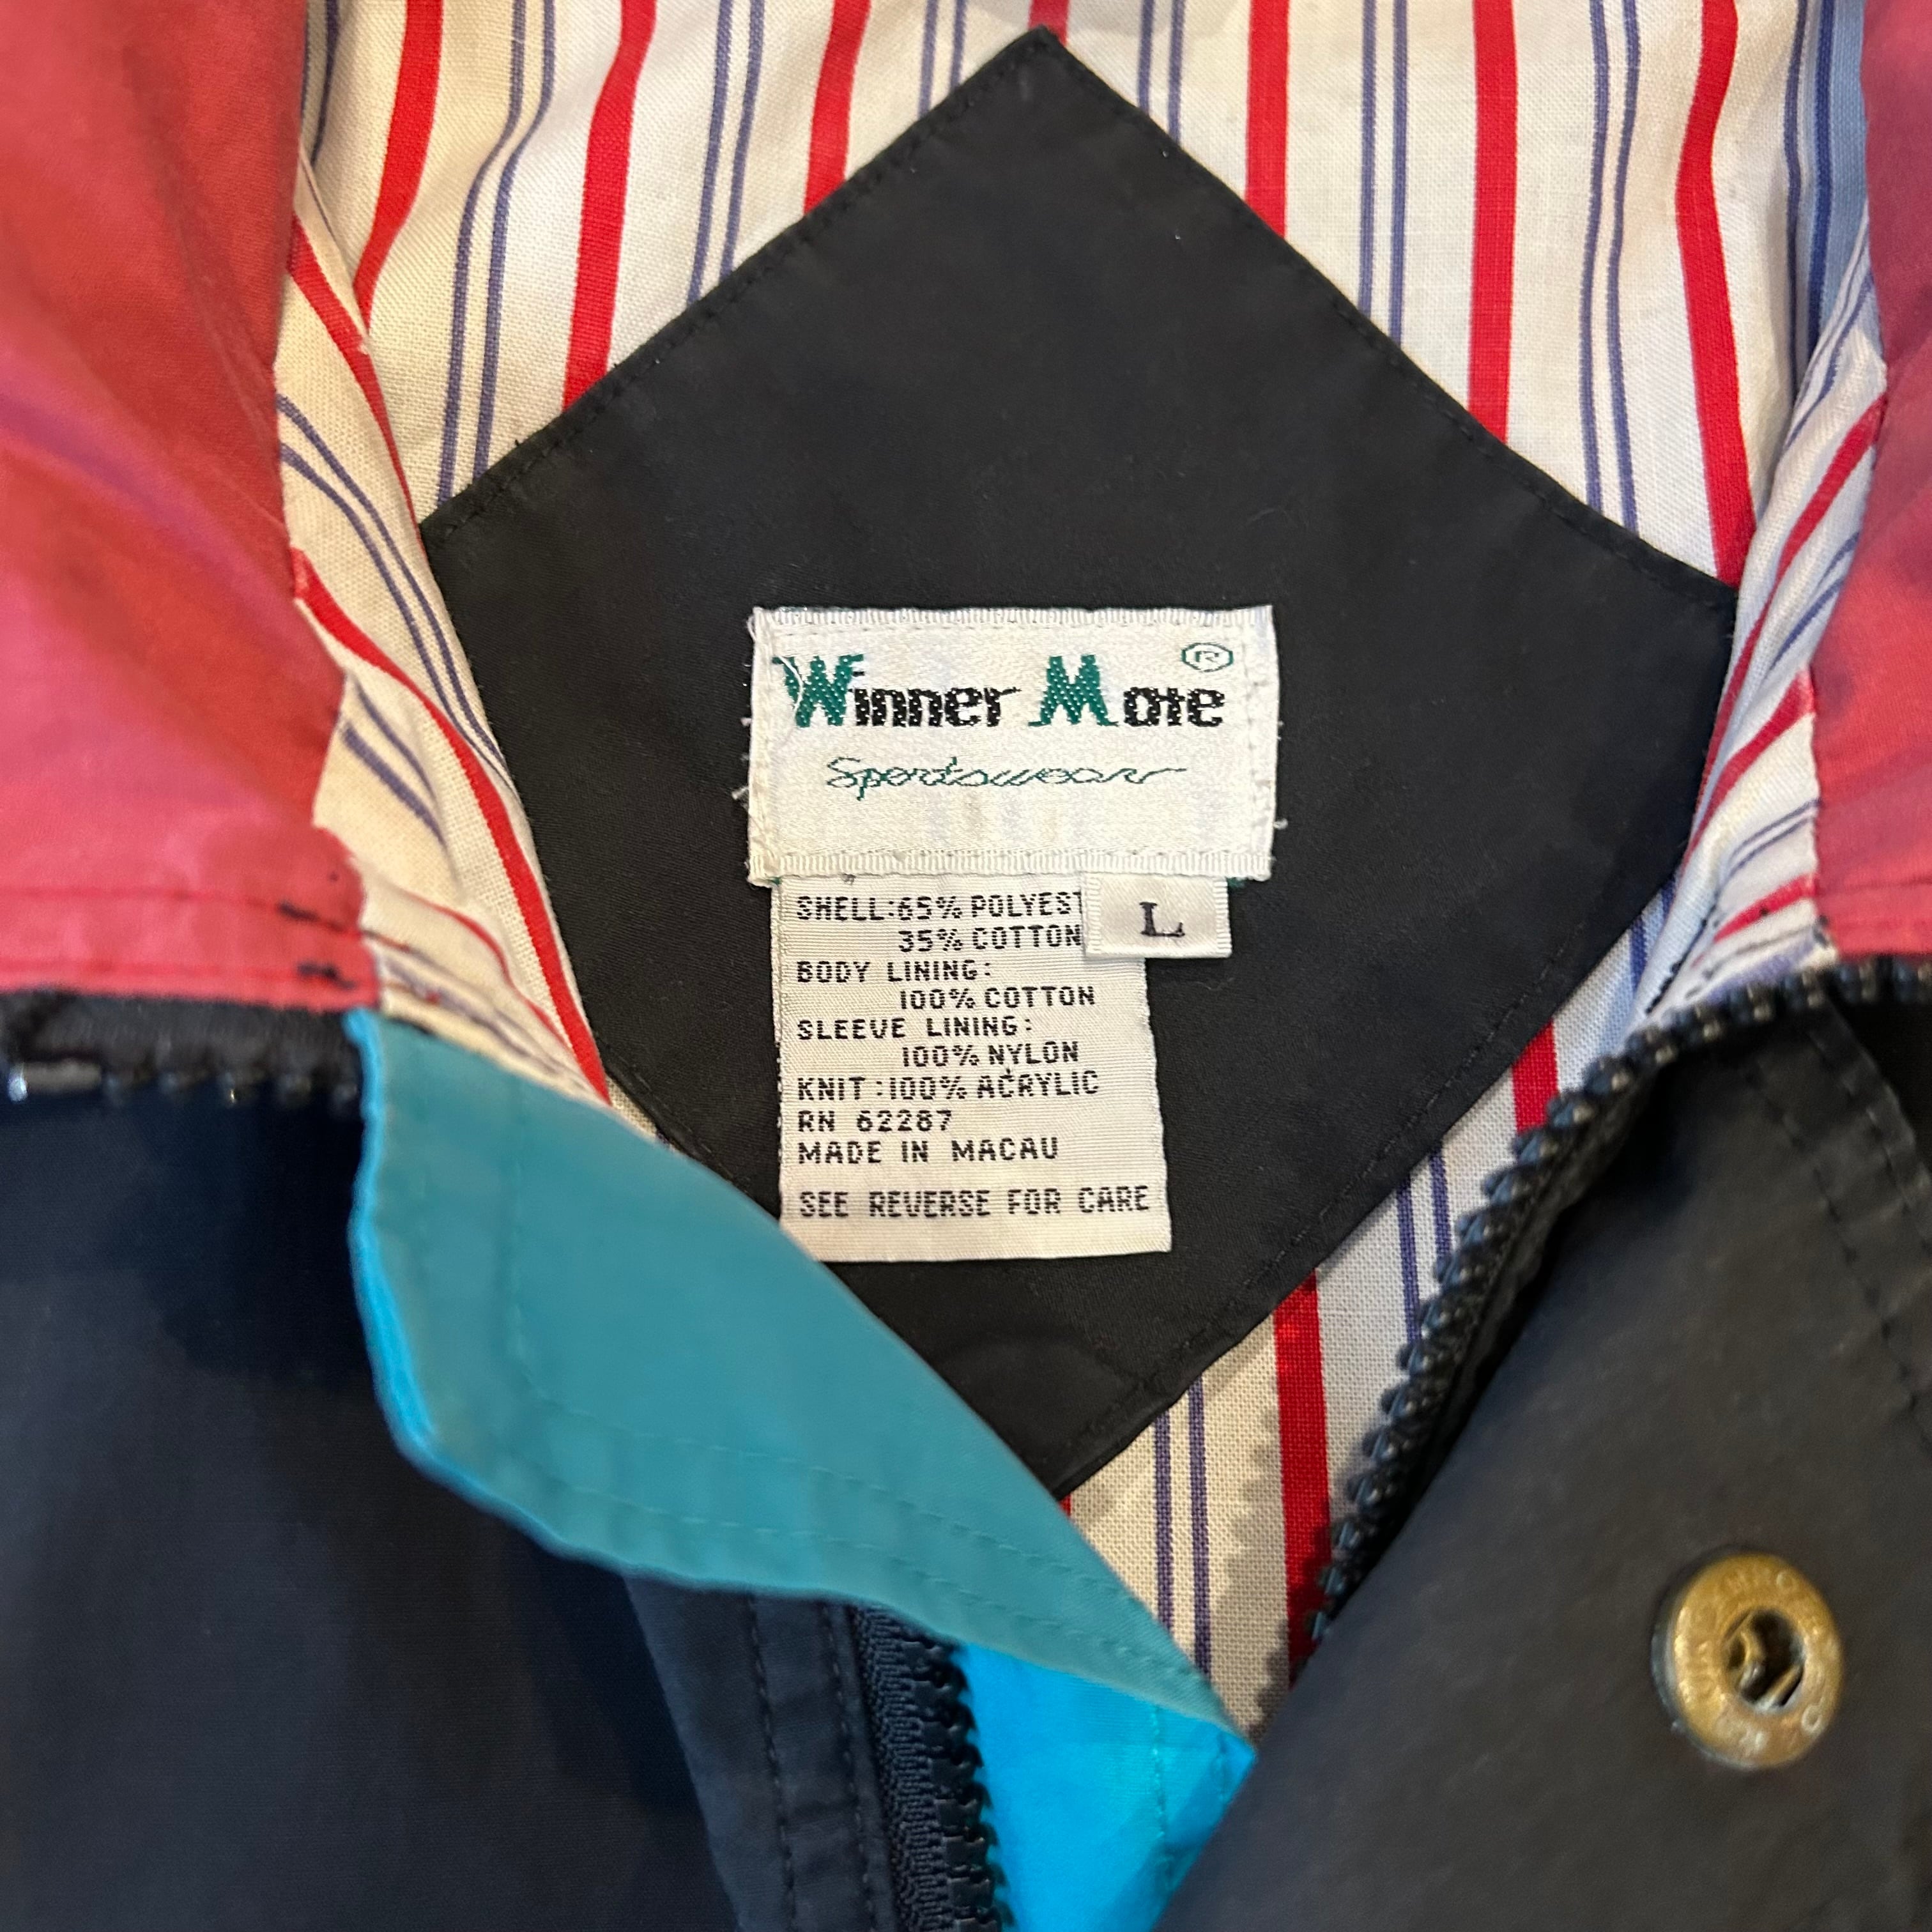 Winner Mate ®
Sportswear
L
SHELL:65% POLYEST
35% COTTON
BODY LINING:
100% COTTON
SLEEVE LINING:
100% NYLON
KNIT:100% ACRYLIC
RN 62287
MADE IN MACAU
SEE REVERSE FOR CARE